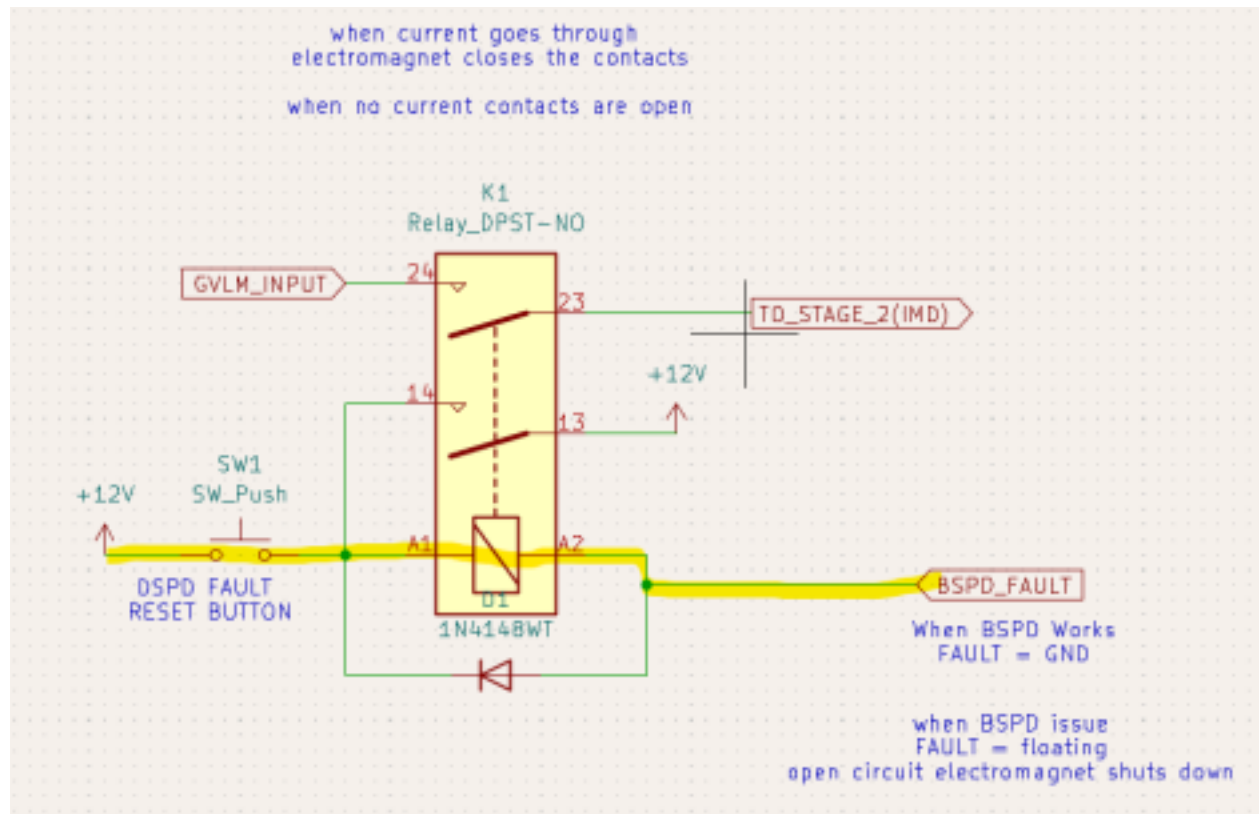 when current goes through
electromagnet closes the contacts
when no current contacts are open
K1
Relay_DPST-NO
24
GVLM_INPUT
23
TO_STAGE_2(IMD)
+12V
14
13
SW1
SW_Push
+12V
A1
A2
DSPD FAULT
RESET BUTTON
D1
1N4148WT
BSPD_FAULT
When BSPD Works
FAULT = GND
when BSPD issue
FAULT = floating
open circuit electromagnet shuts down